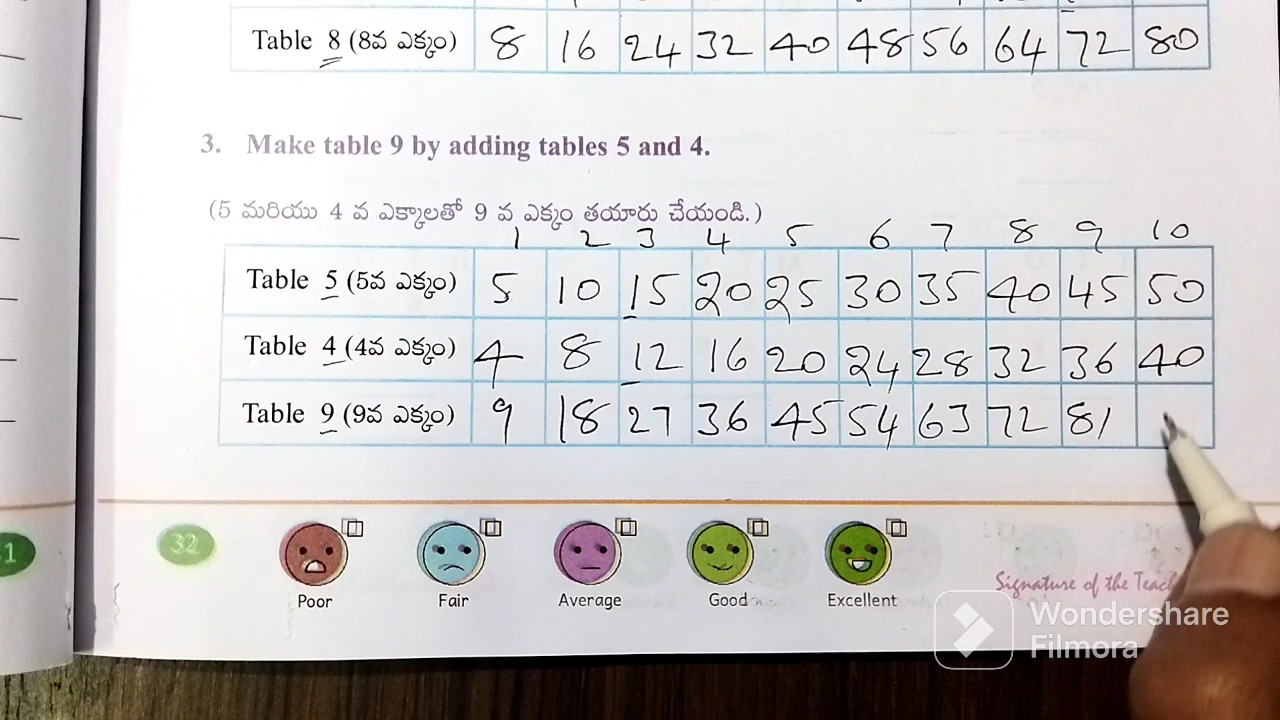 Table 8 (8వ ఎక్కం) 8 16 24 32 40 48 56 64 72 80
3. Make table 9 by adding tables 5 and 4.
(5 మరియు 4 వ ఎక్కాలతో 9 వ ఎక్కం తయారు చేయండి.)
1 2 3 4 5 6 7 8 9 10
Table 5 (5వ ఎక్కం) 5 10 15 20 25 30 35 40 45 50
Table 4 (4వ ఎక్కం) 4 8 12 16 20 24 28 32 36 40
Table 9 (9వ ఎక్కం) 9 18 27 36 45 54 63 72 81
32
Poor Fair Average Good Excellent
Signature of the
Wondershare
Filmora